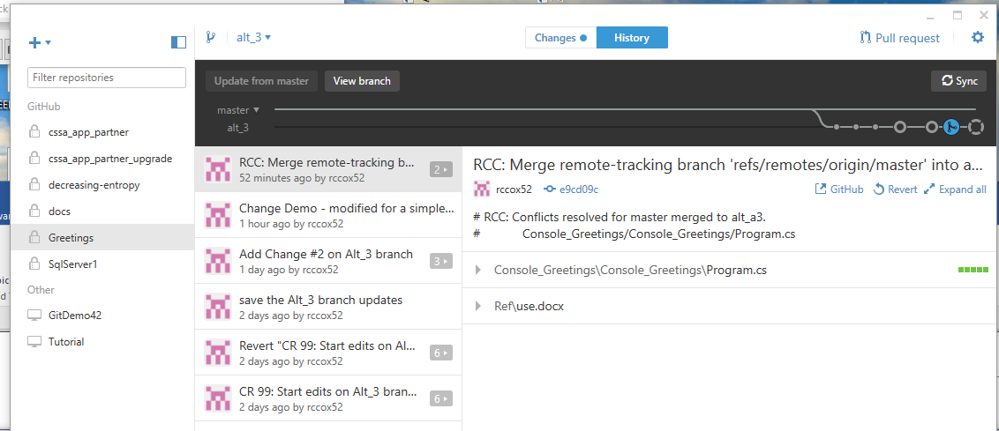 alt_3
Changes
History
Pull request
Filter repositories
Update from master
View branch
Sync
GitHub
master
alt_3
cssa_app_partner
cssa_app_partner_upgrade
decreasing-entropy
docs
Greetings
SqlServer1
Other
GitDemo42
Tutorial
RCC: Merge remote-tracking b...
2
52 minutes ago by rccox52
Change Demo - modified for a simple...
1 hour ago by rccox52
Add Change #2 on Alt_3 branch
3
1 day ago by rccox52
save the Alt_3 branch updates
2 days ago by rccox52
Revert "CR 99: Start edits on Al...
6
2 days ago by rccox52
CR 99: Start edits on Alt_3 bran...
6
2 days ago by rccox52
RCC: Merge remote-tracking branch 'refs/remotes/origin/master' into a...
rccox52 e9cd09c GitHub Revert Expand all
# RCC: Conflicts resolved for master merged to alt_a3.
# Console_Greetings/Console_Greetings/Program.cs
Console_Greetings\Console_Greetings\Program.cs
Ref\use.docx